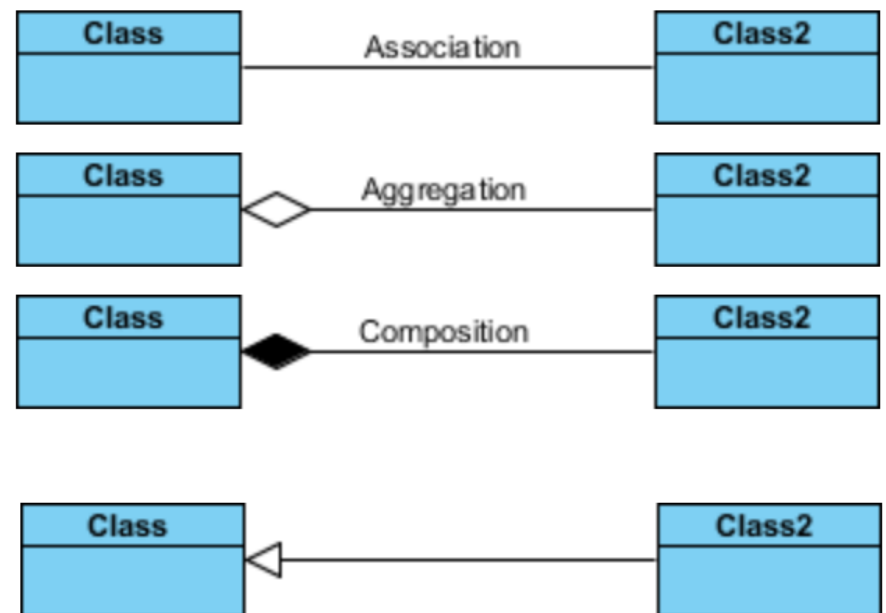 Class Association Class2
Class Aggregation Class2
Class Composition Class2
Class Class2